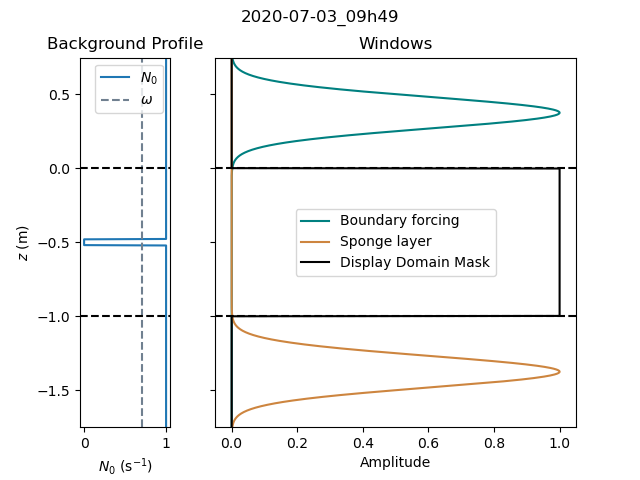 2020-07-03_09h49
Background Profile
Windows
N₀
ω
0.5
0.0
−0.5
−1.0
−1.5
z (m)
Boundary forcing
Sponge layer
Display Domain Mask
0 1
0.0 0.2 0.4 0.6 0.8 1.0
N₀ (s⁻¹)
Amplitude